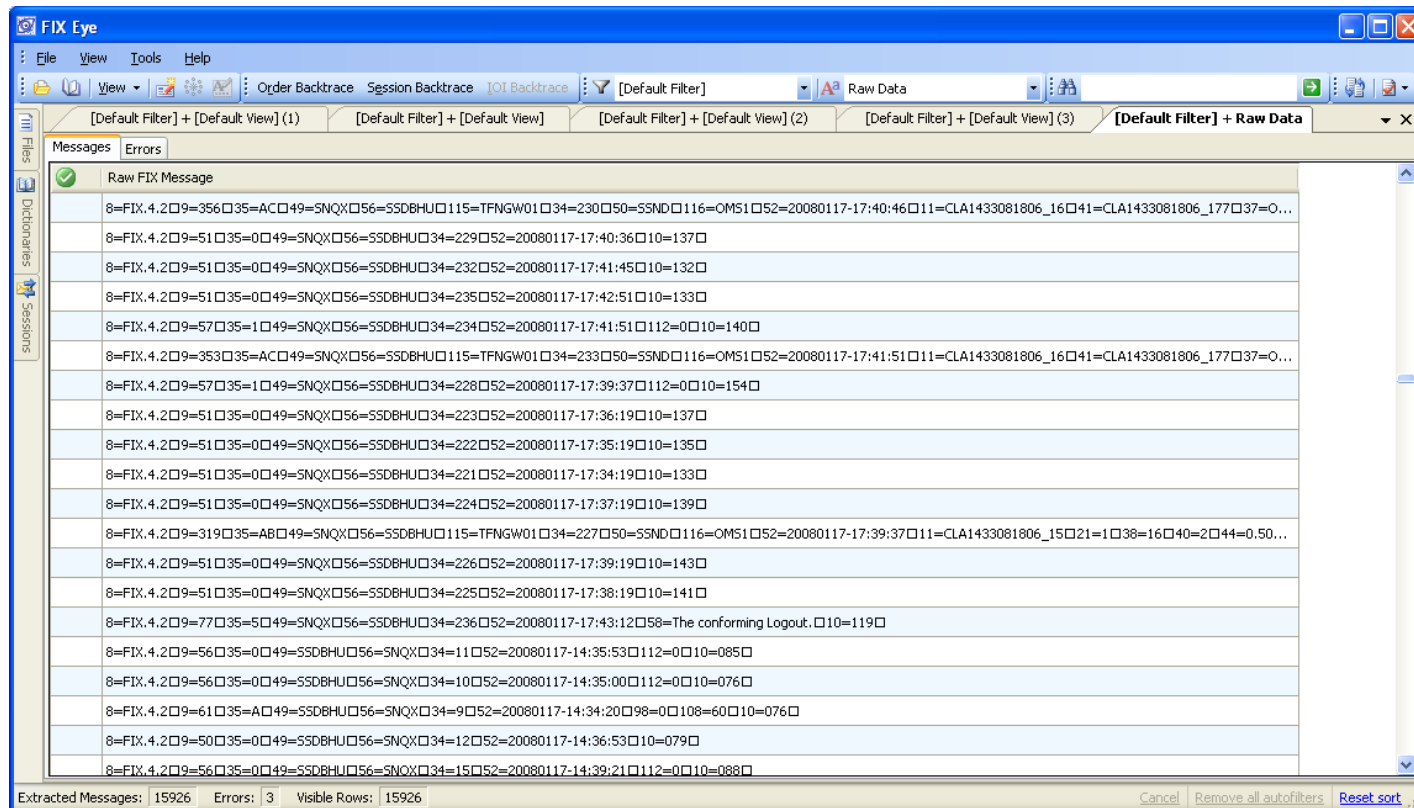 FIX Eye
File View Tools Help
View Order Backtrace Session Backtrace IOI Backtrace [Default Filter] Raw Data
[Default Filter] + [Default View] (1) [Default Filter] + [Default View] [Default Filter] + [Default View] (2) [Default Filter] + [Default View] (3) [Default Filter] + Raw Data
Files
Dictionaries
Sessions
Messages Errors
Raw FIX Message
8=FIX.4.2□9=356□35=AC□49=SNQX□56=SSDBHU□115=TFNGW01□34=230□50=SSND□116=OMS1□52=20080117-17:40:46□11=CLA1433081806_16□41=CLA1433081806_177□37=O...
8=FIX.4.2□9=51□35=0□49=SNQX□56=SSDBHU□34=229□52=20080117-17:40:36□10=137□
8=FIX.4.2□9=51□35=0□49=SNQX□56=SSDBHU□34=232□52=20080117-17:41:45□10=132□
8=FIX.4.2□9=51□35=0□49=SNQX□56=SSDBHU□34=235□52=20080117-17:42:51□10=133□
8=FIX.4.2□9=57□35=1□49=SNQX□56=SSDBHU□34=234□52=20080117-17:41:51□112=0□10=140□
8=FIX.4.2□9=353□35=AC□49=SNQX□56=SSDBHU□115=TFNGW01□34=233□50=SSND□116=OMS1□52=20080117-17:41:51□11=CLA1433081806_16□41=CLA1433081806_177□37=O...
8=FIX.4.2□9=57□35=1□49=SNQX□56=SSDBHU□34=228□52=20080117-17:39:37□112=0□10=154□
8=FIX.4.2□9=51□35=0□49=SNQX□56=SSDBHU□34=223□52=20080117-17:36:19□10=137□
8=FIX.4.2□9=51□35=0□49=SNQX□56=SSDBHU□34=222□52=20080117-17:35:19□10=135□
8=FIX.4.2□9=51□35=0□49=SNQX□56=SSDBHU□34=221□52=20080117-17:34:19□10=133□
8=FIX.4.2□9=51□35=0□49=SNQX□56=SSDBHU□34=224□52=20080117-17:37:19□10=139□
8=FIX.4.2□9=319□35=AB□49=SNQX□56=SSDBHU□115=TFNGW01□34=227□50=SSND□116=OMS1□52=20080117-17:39:37□11=CLA1433081806_15□21=1□38=16□40=2□44=0.50...
8=FIX.4.2□9=51□35=0□49=SNQX□56=SSDBHU□34=226□52=20080117-17:39:19□10=143□
8=FIX.4.2□9=51□35=0□49=SNQX□56=SSDBHU□34=225□52=20080117-17:38:19□10=141□
8=FIX.4.2□9=77□35=5□49=SNQX□56=SSDBHU□34=236□52=20080117-17:43:12□58=The conforming Logout.□10=119□
8=FIX.4.2□9=56□35=0□49=SSDBHU□56=SNQX□34=11□52=20080117-14:35:53□112=0□10=085□
8=FIX.4.2□9=56□35=0□49=SSDBHU□56=SNQX□34=10□52=20080117-14:35:00□112=0□10=076□
8=FIX.4.2□9=61□35=A□49=SSDBHU□56=SNQX□34=9□52=20080117-14:34:20□98=0□108=60□10=076□
8=FIX.4.2□9=50□35=0□49=SSDBHU□56=SNQX□34=12□52=20080117-14:36:53□10=079□
8=FIX.4.2□9=56□35=0□49=SSDBHU□56=SNQX□34=15□52=20080117-14:39:21□112=0□10=088□
Extracted Messages: 15926 Errors: 3 Visible Rows: 15926 Cancel Remove all autofilters Reset sort